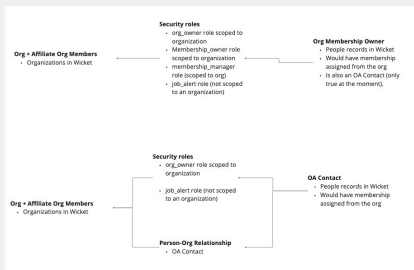 Security roles
• org_owner role scoped to
organization
• Membership_owner role
scoped to organization
• membership_manager
role (scoped to org)
• job_alert role (not scoped
to an organization)
Org + Affiliate Org Members
• Organizations in Wicket
Org Membership Owner
• People records in Wicket
• Would have membership
assigned from the org
• Is also an OA Contact (only
true at the moment).
Security roles
• org_owner role scoped to
organization
• job_alert role (not scoped
to an organization)
OA Contact
• People records in Wicket
• Would have membership
assigned from the org
Org + Affiliate Org Members
• Organizations in Wicket
Person-Org Relationship
• OA Contact